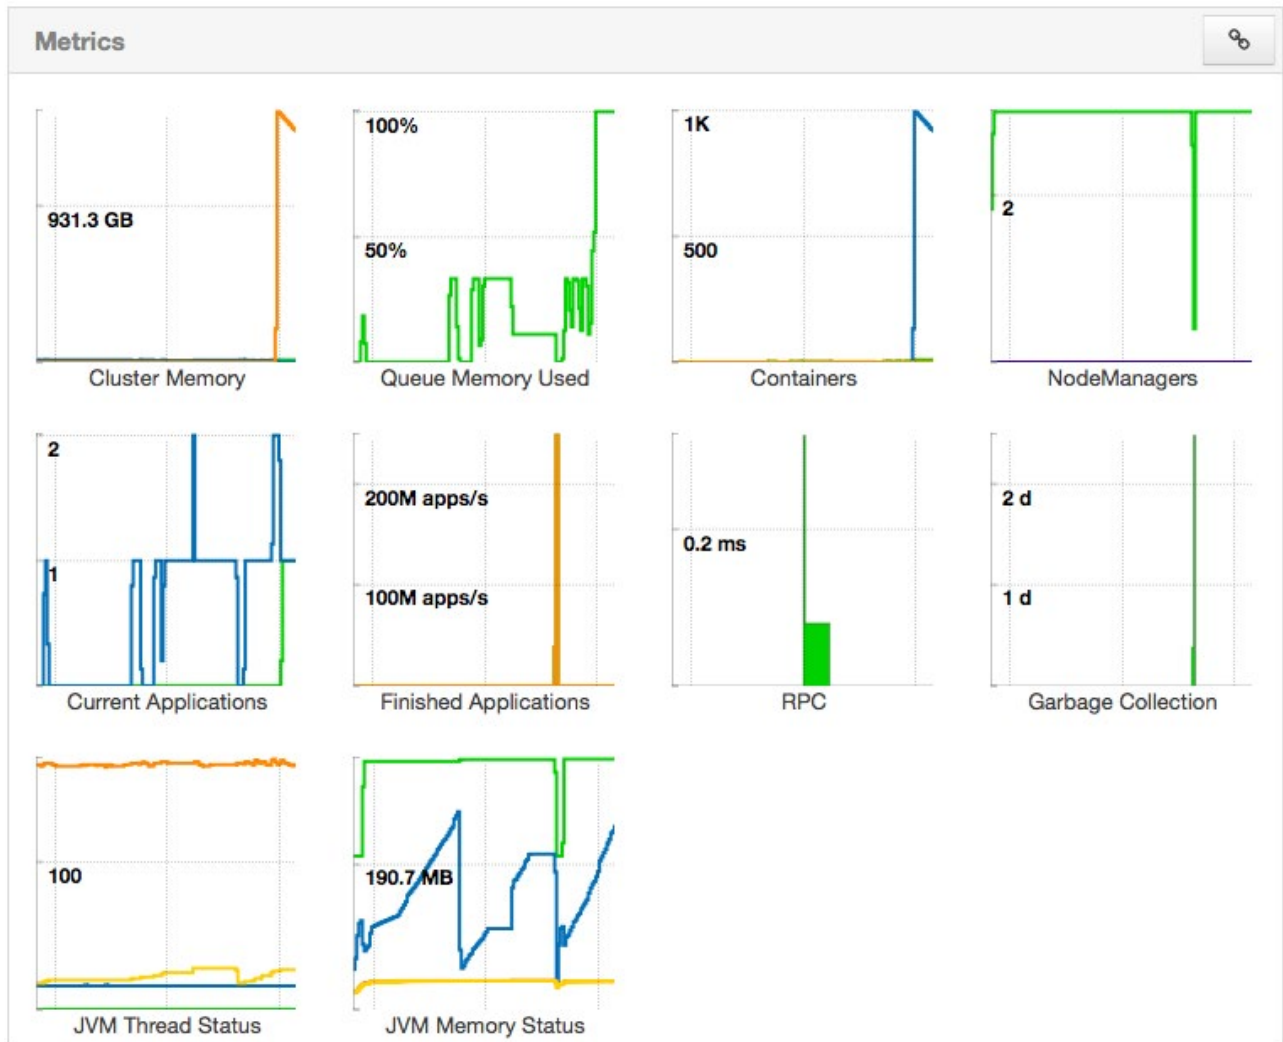 Metrics
931.3 GB
Cluster Memory
100%
50%
Queue Memory Used
1K
500
Containers
2
NodeManagers
2
1
Current Applications
200M apps/s
100M apps/s
Finished Applications
0.2 ms
RPC
2 d
1 d
Garbage Collection
100
JVM Thread Status
190.7 MB
JVM Memory Status